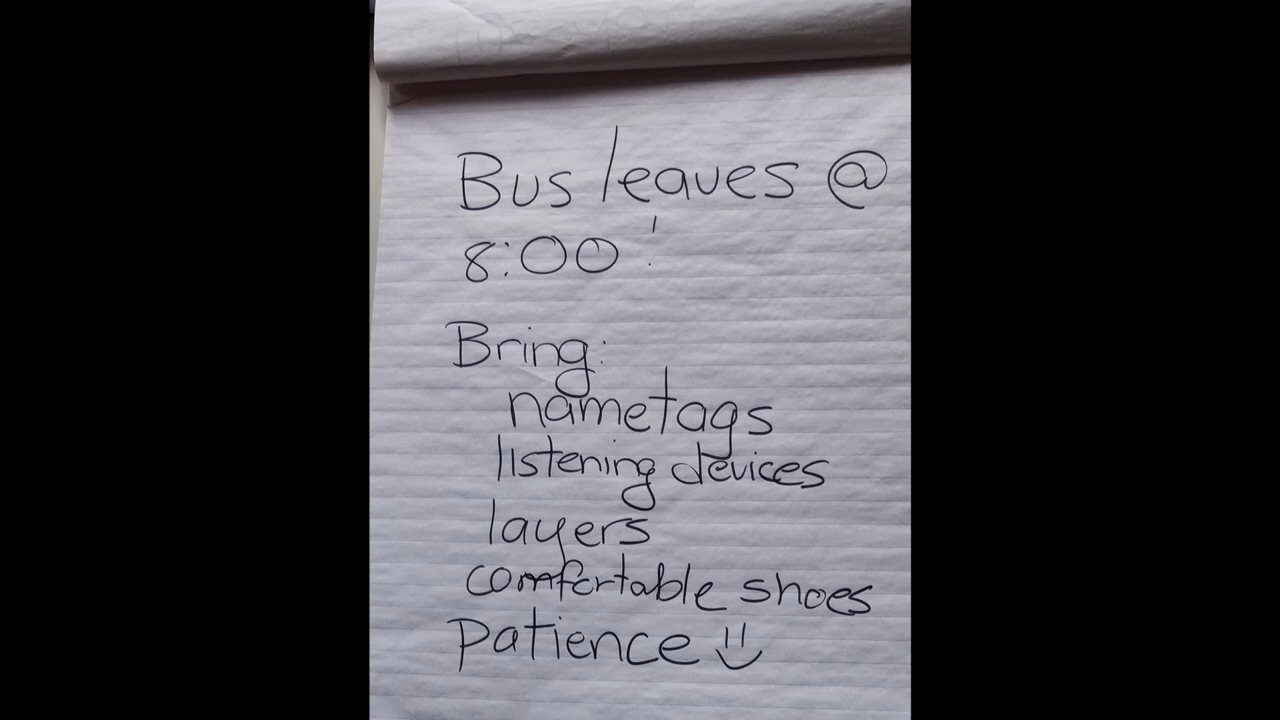 Bus leaves @
8:00!
Bring:
nametags
listening devices
layers
comfortable shoes
patience